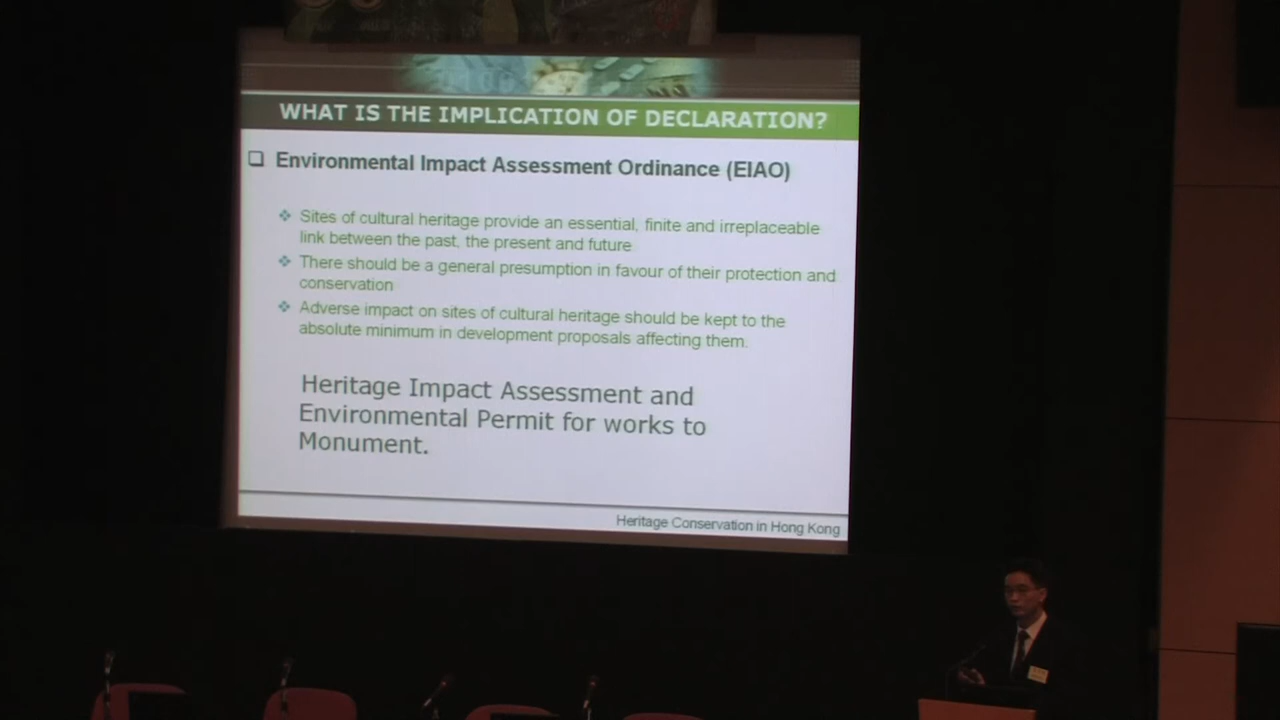 WHAT IS THE IMPLICATION OF DECLARATION?
❑ Environmental Impact Assessment Ordinance (EIAO)
❖ Sites of cultural heritage provide an essential, finite and irreplaceable
link between the past, the present and future
❖ There should be a general presumption in favour of their protection and
conservation
❖ Adverse impact on sites of cultural heritage should be kept to the
absolute minimum in development proposals affecting them.
Heritage Impact Assessment and
Environmental Permit for works to
Monument.
Heritage Conservation in Hong Kong